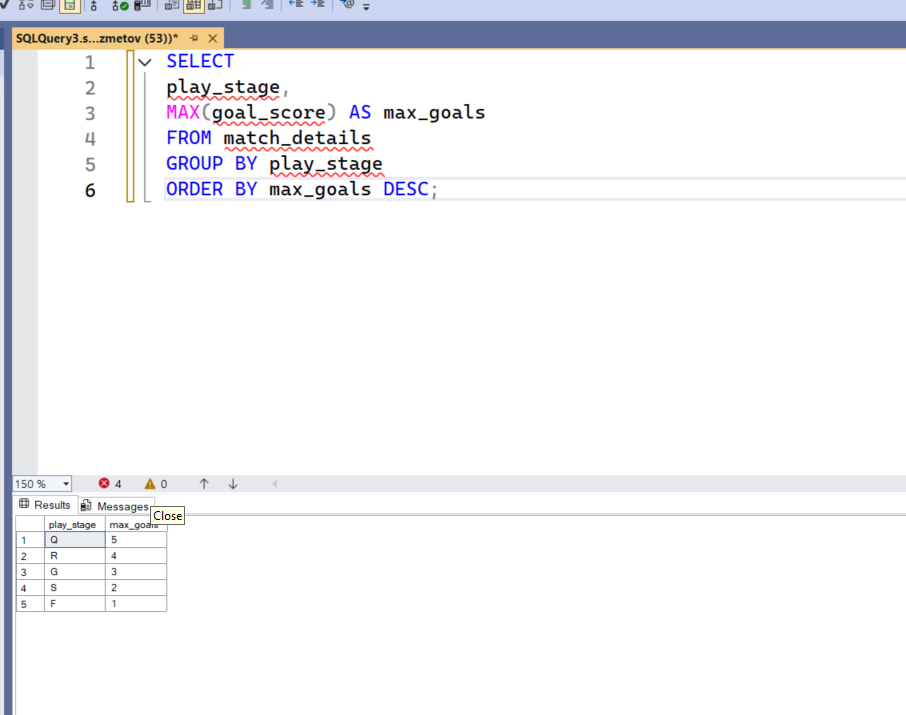 SQLQuery3.s...zmetov (53))*
1 SELECT
2 play_stage,
3 MAX(goal_score) AS max_goals
4 FROM match_details
5 GROUP BY play_stage
6 ORDER BY max_goals DESC;
150 % 4 0
Results Messages
Close
play_stage max_goals
1 Q 5
2 R 4
3 G 3
4 S 2
5 F 1